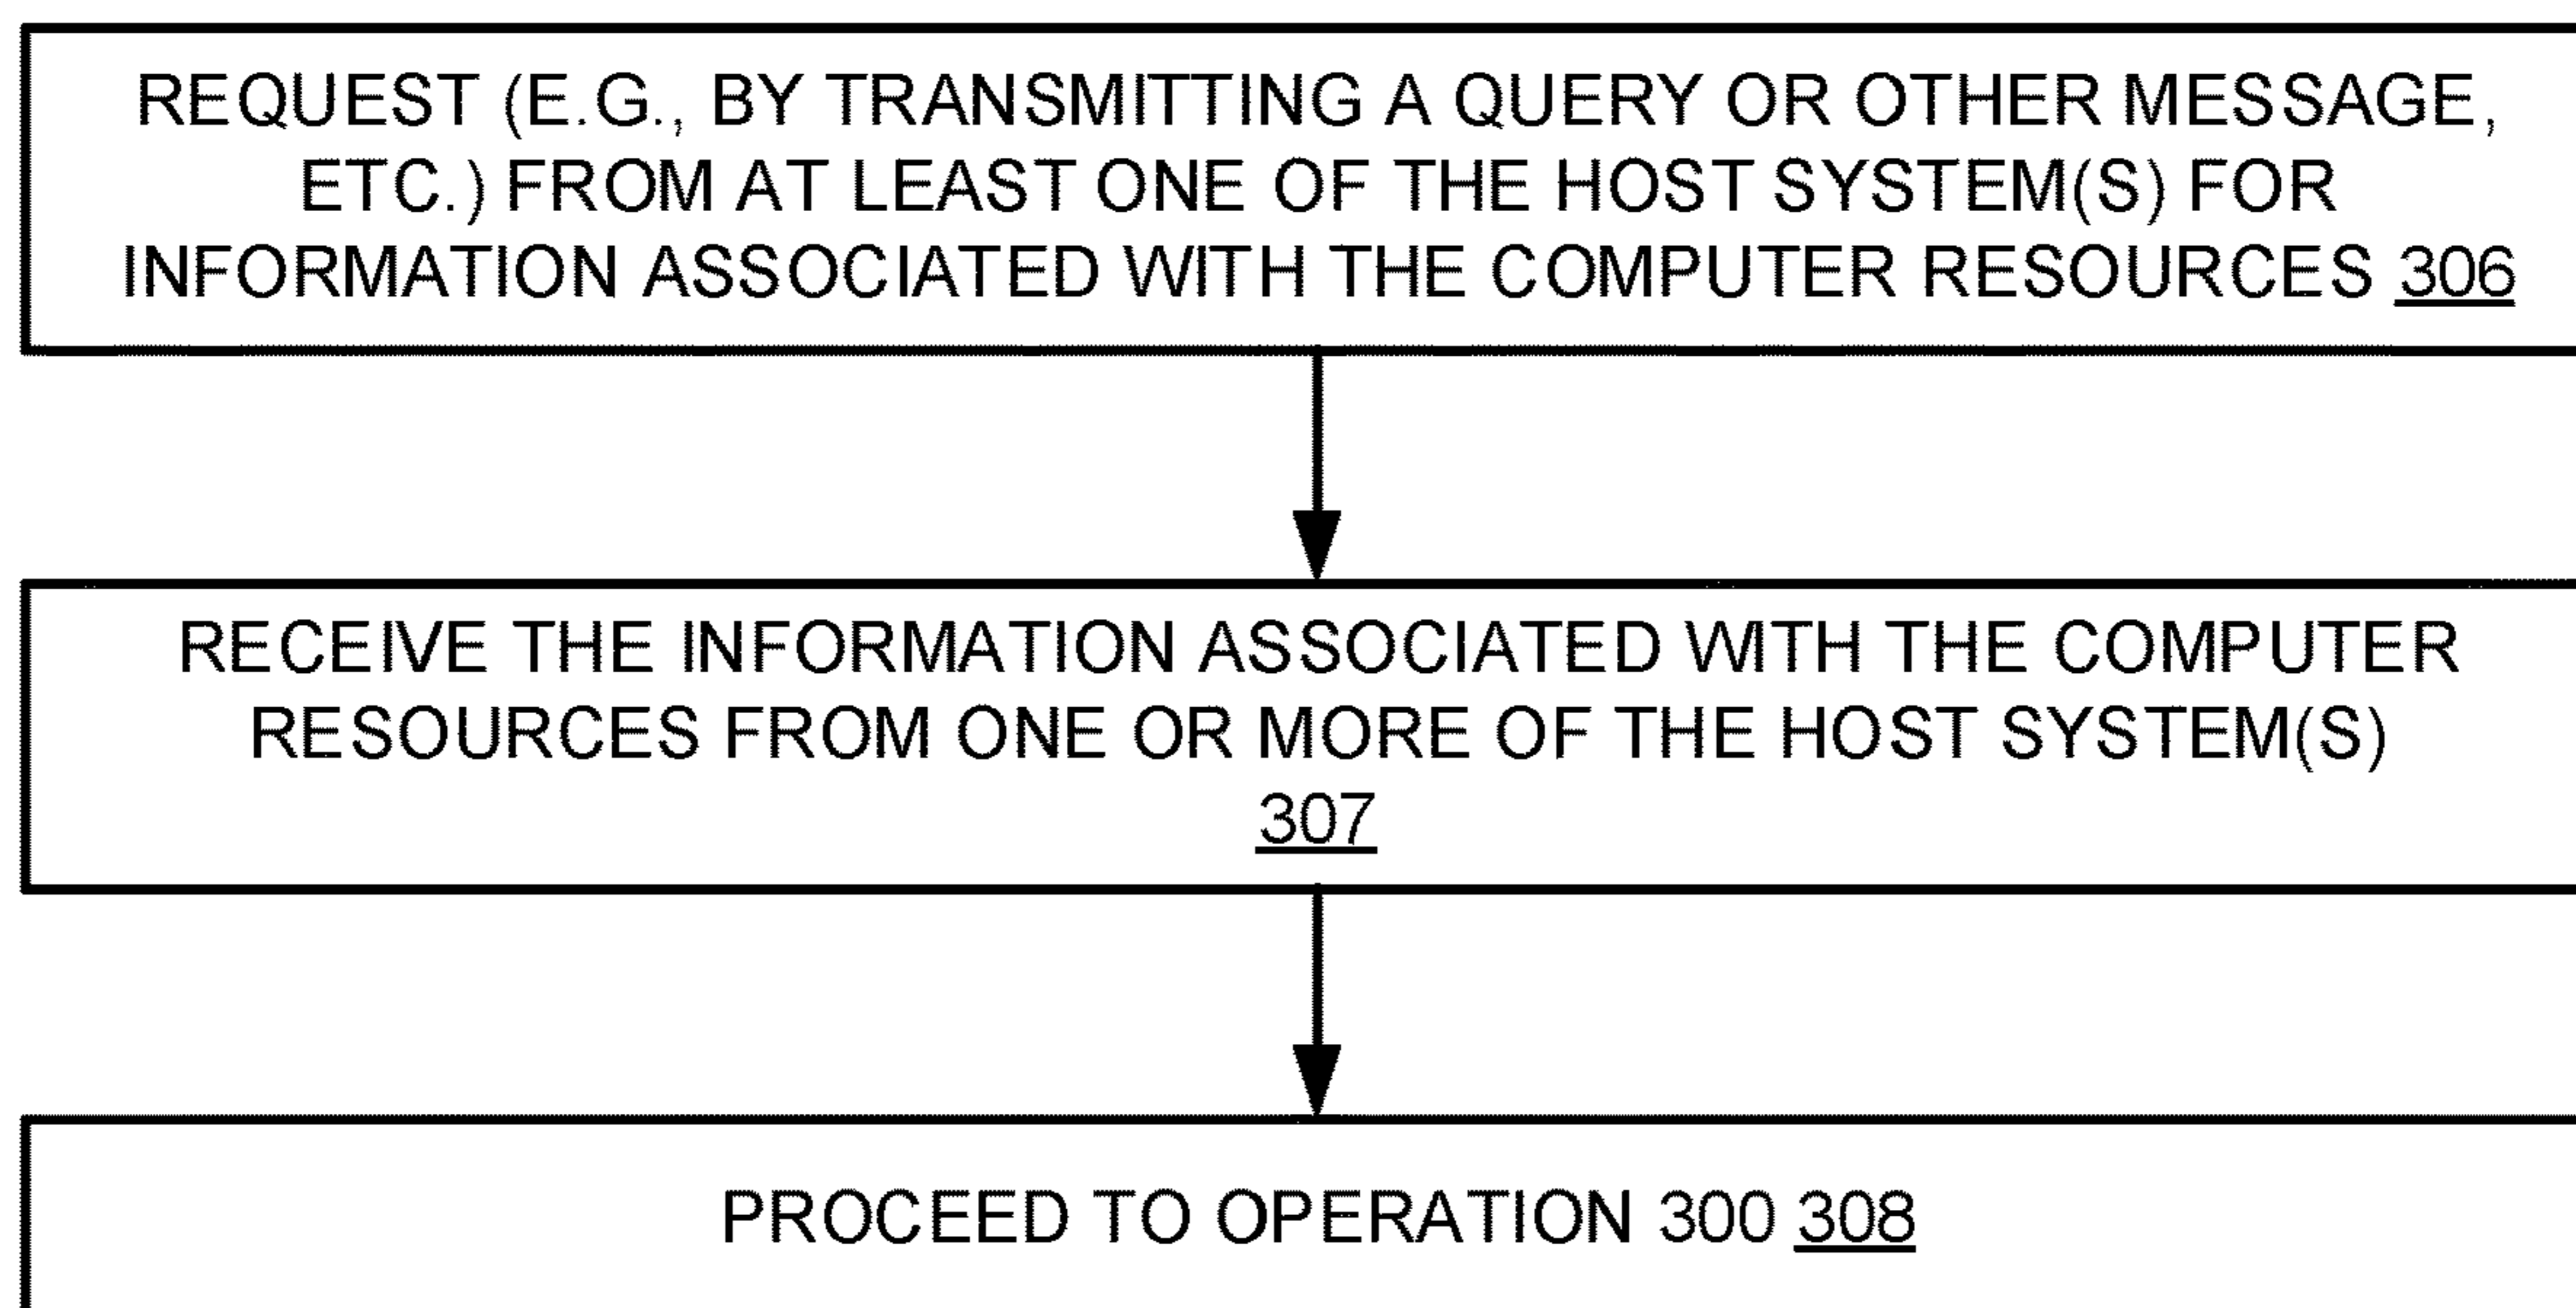 REQUEST (E.G., BY TRANSMITTING A QUERY OR OTHER MESSAGE,
ETC.) FROM AT LEAST ONE OF THE HOST SYSTEM(S) FOR
INFORMATION ASSOCIATED WITH THE COMPUTER RESOURCES 306
RECEIVE THE INFORMATION ASSOCIATED WITH THE COMPUTER
RESOURCES FROM ONE OR MORE OF THE HOST SYSTEM(S)
307
PROCEED TO OPERATION 300 308